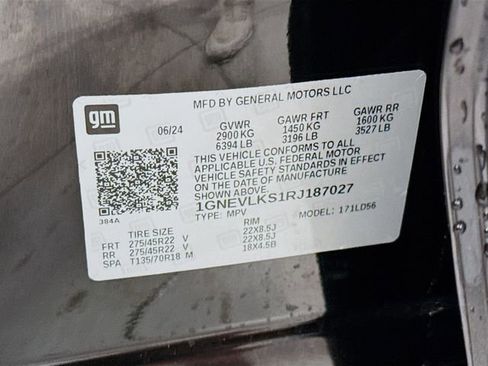 MFD BY GENERAL MOTORS LLC
gm
06/24 GVWR GAWR FRT GAWR RR
2900 KG 1450 KG 1600 KG
6394 LB 3196 LB 3527 LB
THIS VEHICLE CONFORMS TO ALL
APPLICABLE U.S. FEDERAL MOTOR
VEHICLE SAFETY STANDARDS IN EFFECT
ON THE DATE OF MANUFACTURE
SHOWN ABOVE.
1GNEVLKS1RJ187027
384A TYPE: MPV MODEL: 171LD56
TIRE SIZE RIM
FRT 275/45R22 V 22X8.5J
RR 275/45R22 V 22X8.5J
SPA T135/70R18 M 18X4.5B